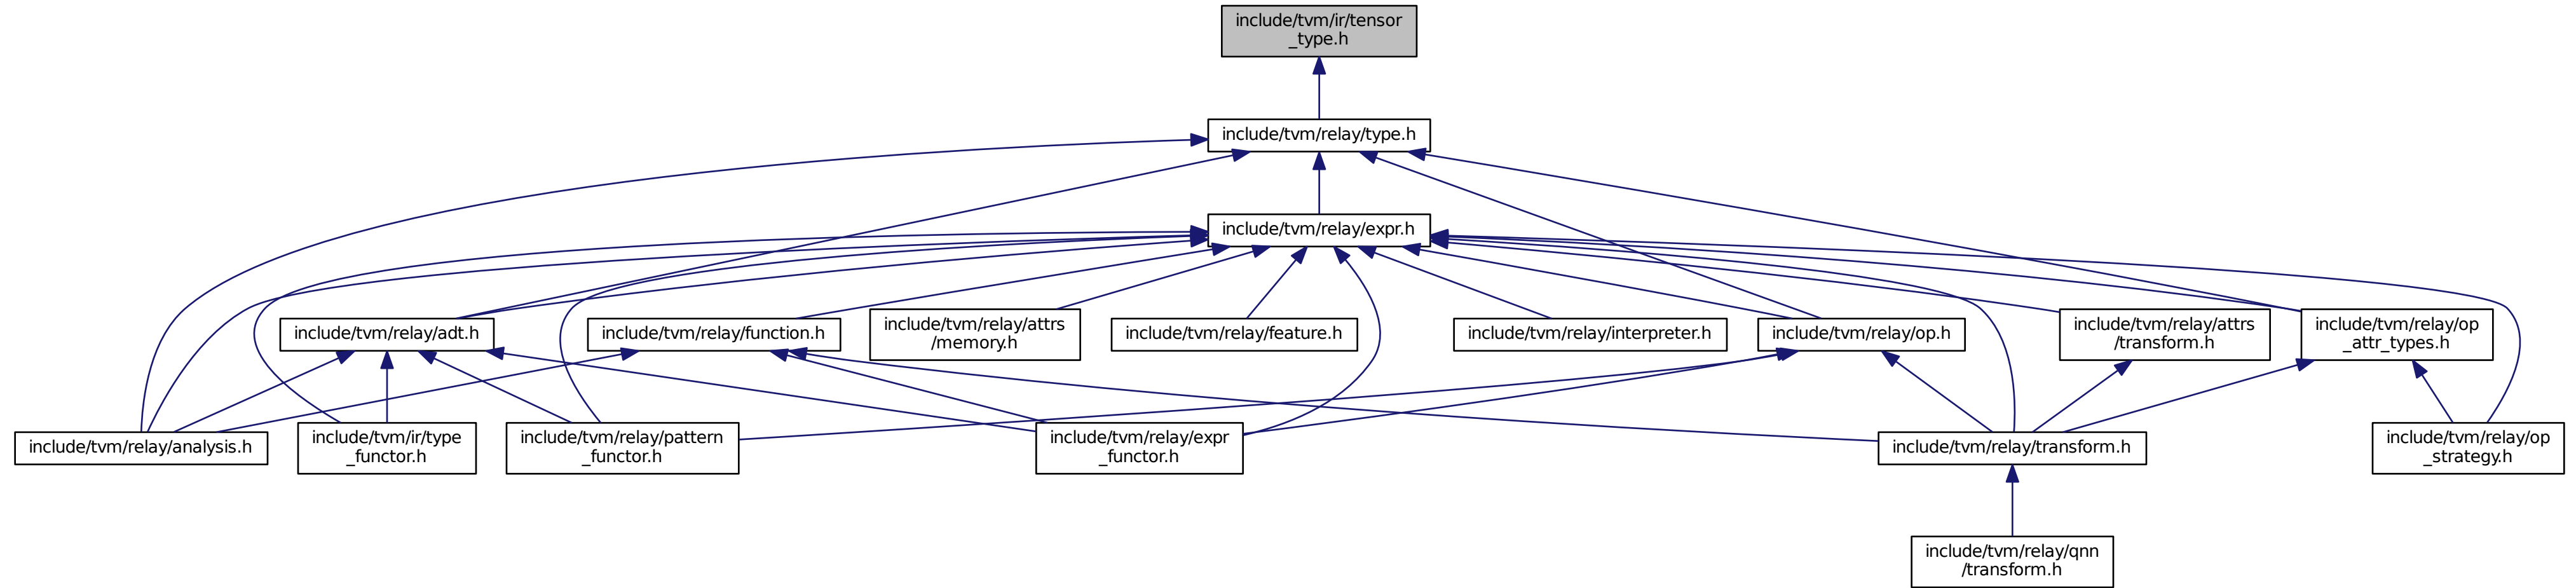 include/tvm/ir/tensor
_type.h
include/tvm/relay/type.h
include/tvm/relay/expr.h
include/tvm/relay/adt.h
include/tvm/relay/function.h
include/tvm/relay/attrs
/memory.h
include/tvm/relay/feature.h
include/tvm/relay/interpreter.h
include/tvm/relay/op.h
include/tvm/relay/attrs
/transform.h
include/tvm/relay/op
_attr_types.h
include/tvm/relay/analysis.h
include/tvm/ir/type
_functor.h
include/tvm/relay/pattern
_functor.h
include/tvm/relay/expr
_functor.h
include/tvm/relay/transform.h
include/tvm/relay/op
_strategy.h
include/tvm/relay/qnn
/transform.h